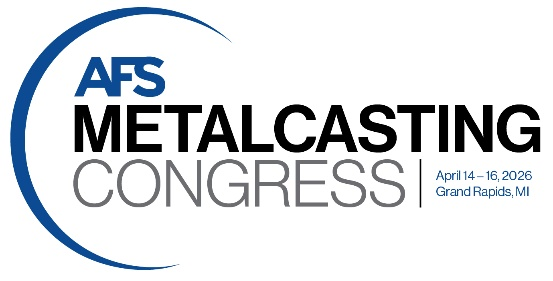 AFS
METALCASTING
CONGRESS
April 14 – 16, 2026
Grand Rapids, MI